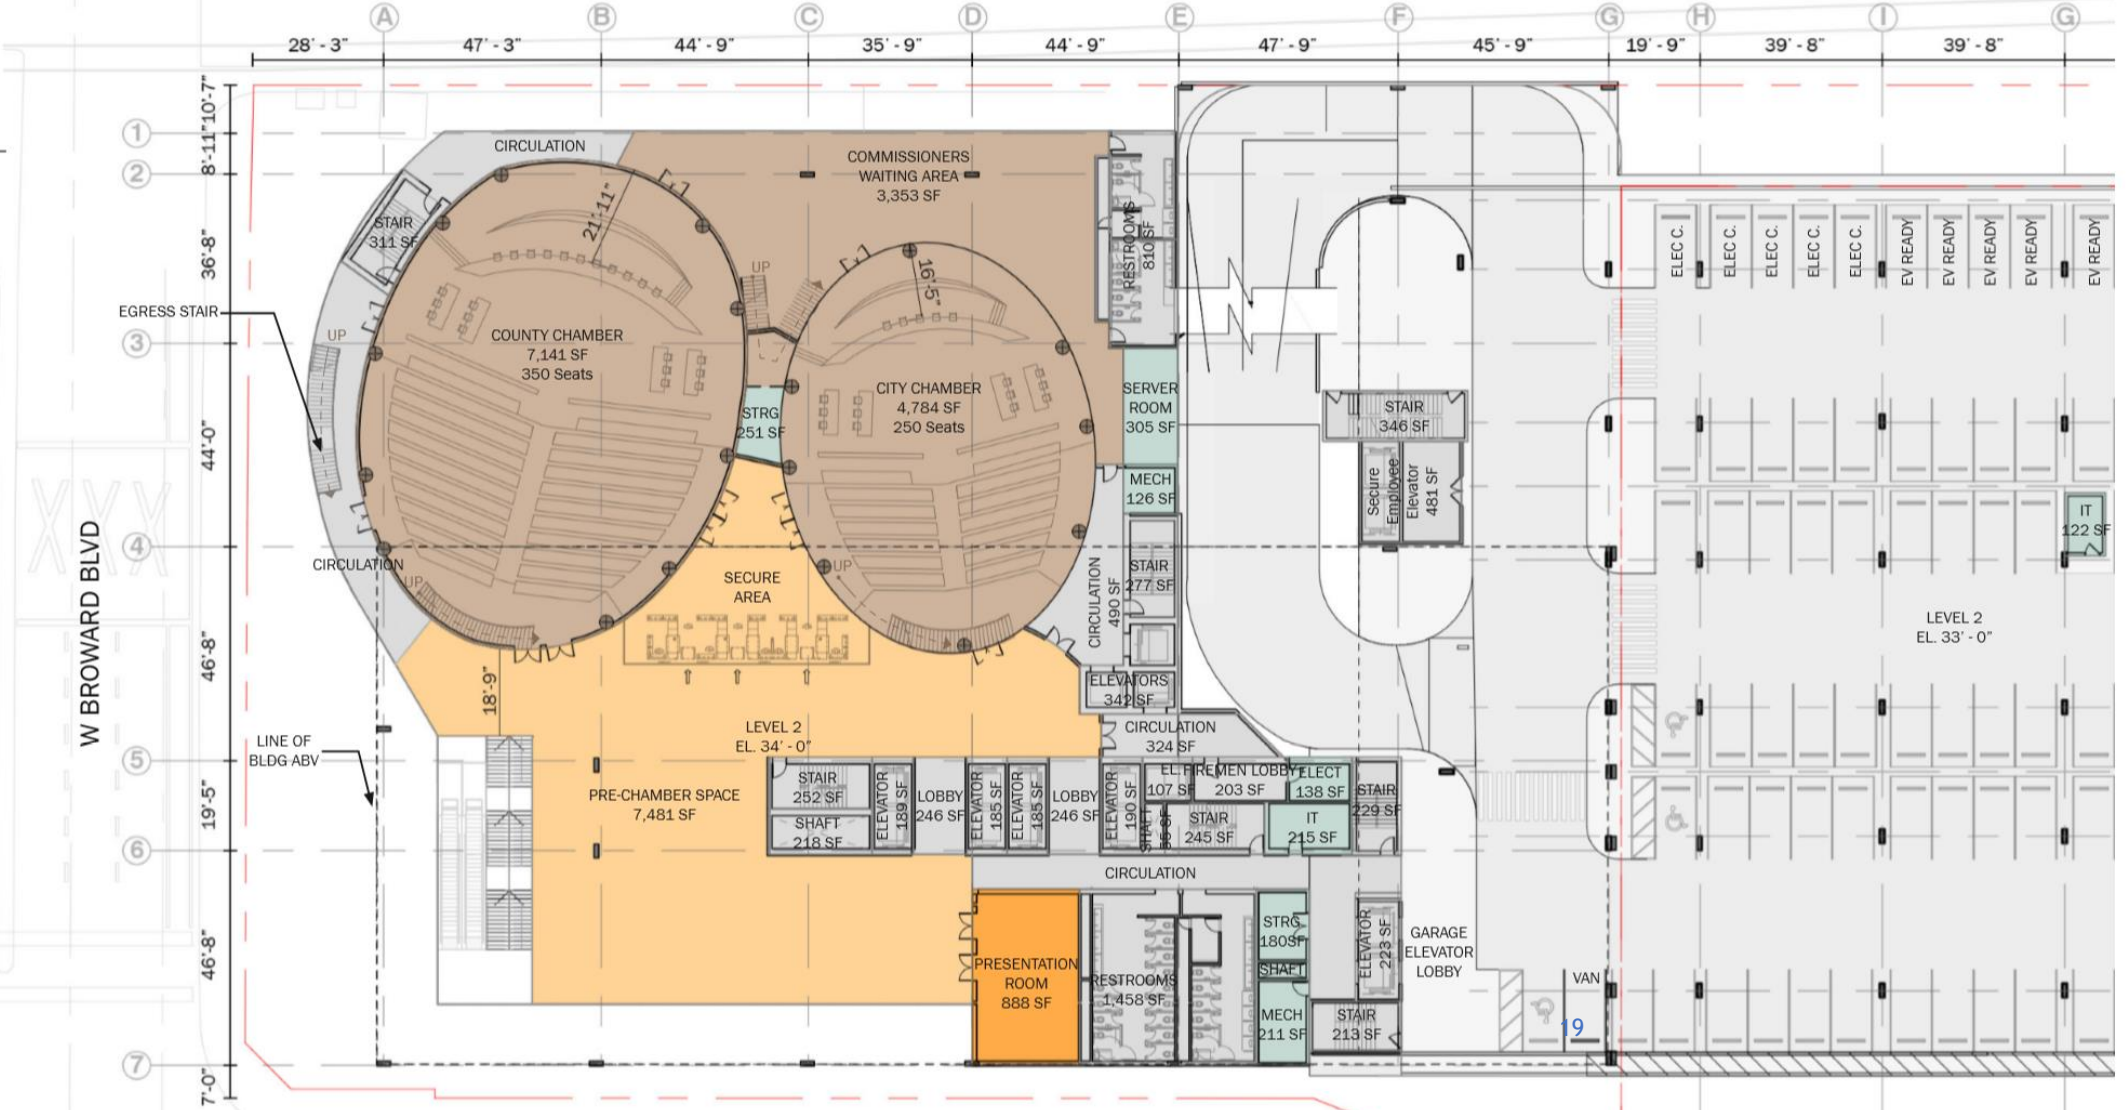 A B C D E F G H I G
28'-3" 47'-3" 44'-9" 35'-9" 44'-9" 47'-9" 45'-9" 19'-9" 39'-8" 39'-8"
10'-7"
1
8'-11"
2
36'-8"
3
44'-0"
4
46'-8"
5
19'-5"
6
46'-8"
7
7'-0"
W BROWARD BLVD
CIRCULATION
COMMISSIONERS
WAITING AREA
3,353 SF
STAIR
311 SF
21'-11"
RESTROOMS
810 SF
EGRESS STAIR
UP
UP
16'-5"
COUNTY CHAMBER
7,141 SF
350 Seats
CITY CHAMBER
4,784 SF
250 Seats
STRG
251 SF
SERVER
ROOM
305 SF
MECH
126 SF
STAIR
346 SF
Secure
Employee
Elevator
481 SF
ELEC C.
ELEC C.
ELEC C.
ELEC C.
ELEC C.
EV READY
EV READY
EV READY
EV READY
EV READY
IT
122 SF
CIRCULATION
UP
SECURE
AREA
UP
CIRCULATION
490 SF
STAIR
277 SF
LEVEL 2
EL. 33' - 0"
18'-9"
ELEVATORS
342 SF
LINE OF
BLDG ABV
LEVEL 2
EL. 34' - 0"
CIRCULATION
324 SF
PRE-CHAMBER SPACE
7,481 SF
STAIR
252 SF
SHAFT
218 SF
ELEVATOR
189 SF
LOBBY
246 SF
ELEVATOR
185 SF
ELEVATOR
185 SF
LOBBY
246 SF
ELEVATOR
190 SF
EL.
107 SF
FIREMEN LOBBY
203 SF
ELECT
138 SF
STAIR
229 SF
SHAFT
STAIR
245 SF
IT
215 SF
CIRCULATION
PRESENTATION
ROOM
888 SF
RESTROOMS
1,458 SF
STRG
180SF
SHAFT
MECH
211 SF
ELEVATOR
223 SF
STAIR
213 SF
GARAGE
ELEVATOR
LOBBY
VAN
19